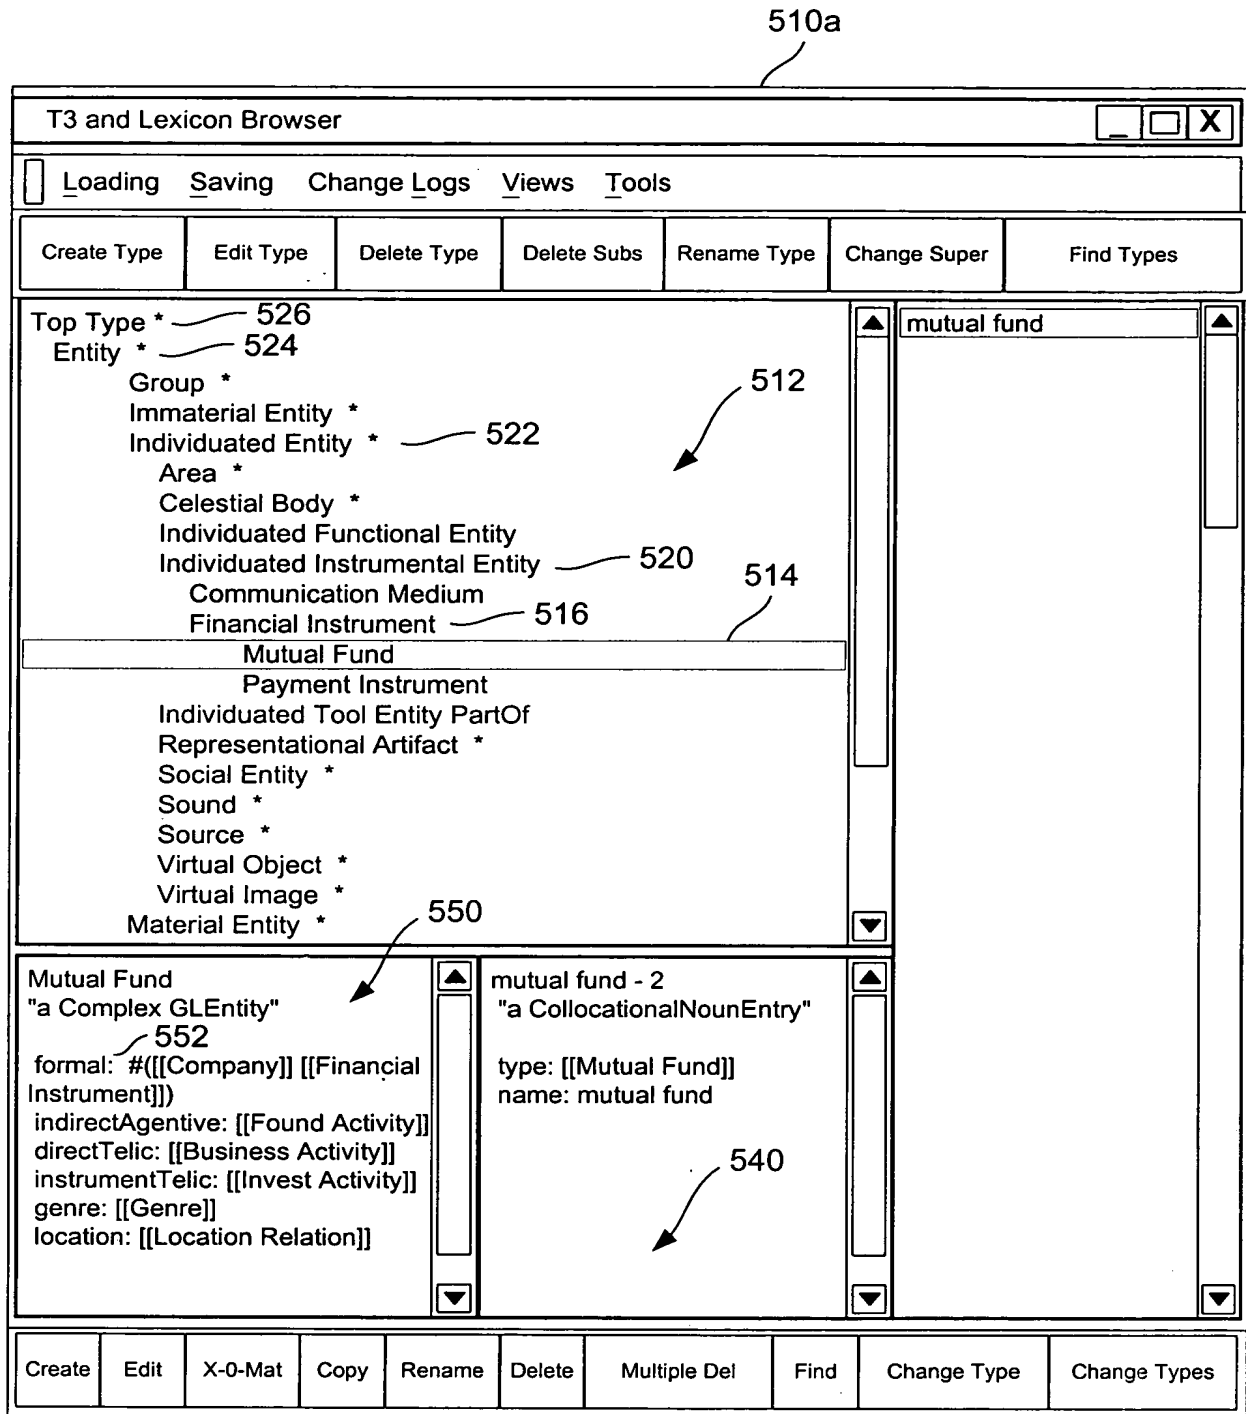 510a
T3 and Lexicon Browser _ X
Loading Saving Change Logs Views Tools
Create Type Edit Type Delete Type Delete Subs Rename Type Change Super Find Types
Top Type * 526
Entity * 524
Group *
Immaterial Entity *
Individuated Entity * 522
Area *
Celestial Body *
Individuated Functional Entity
Individuated Instrumental Entity 520
Communication Medium
Financial Instrument 516
Mutual Fund
Payment Instrument
Individuated Tool Entity PartOf
Representational Artifact *
Social Entity *
Sound *
Source *
Virtual Object *
Virtual Image *
Material Entity *
512
514
mutual fund
550
Mutual Fund
"a Complex GLEntity"
552
formal: #([[Company]] [[Financial
Instrument]])
indirectAgentive: [[Found Activity]]
directTelic: [[Business Activity]]
instrumentTelic: [[Invest Activity]]
genre: [[Genre]]
location: [[Location Relation]]
mutual fund - 2
"a CollocationalNounEntry"
type: [[Mutual Fund]]
name: mutual fund
540
Create Edit X-0-Mat Copy Rename Delete Multiple Del Find Change Type Change Types